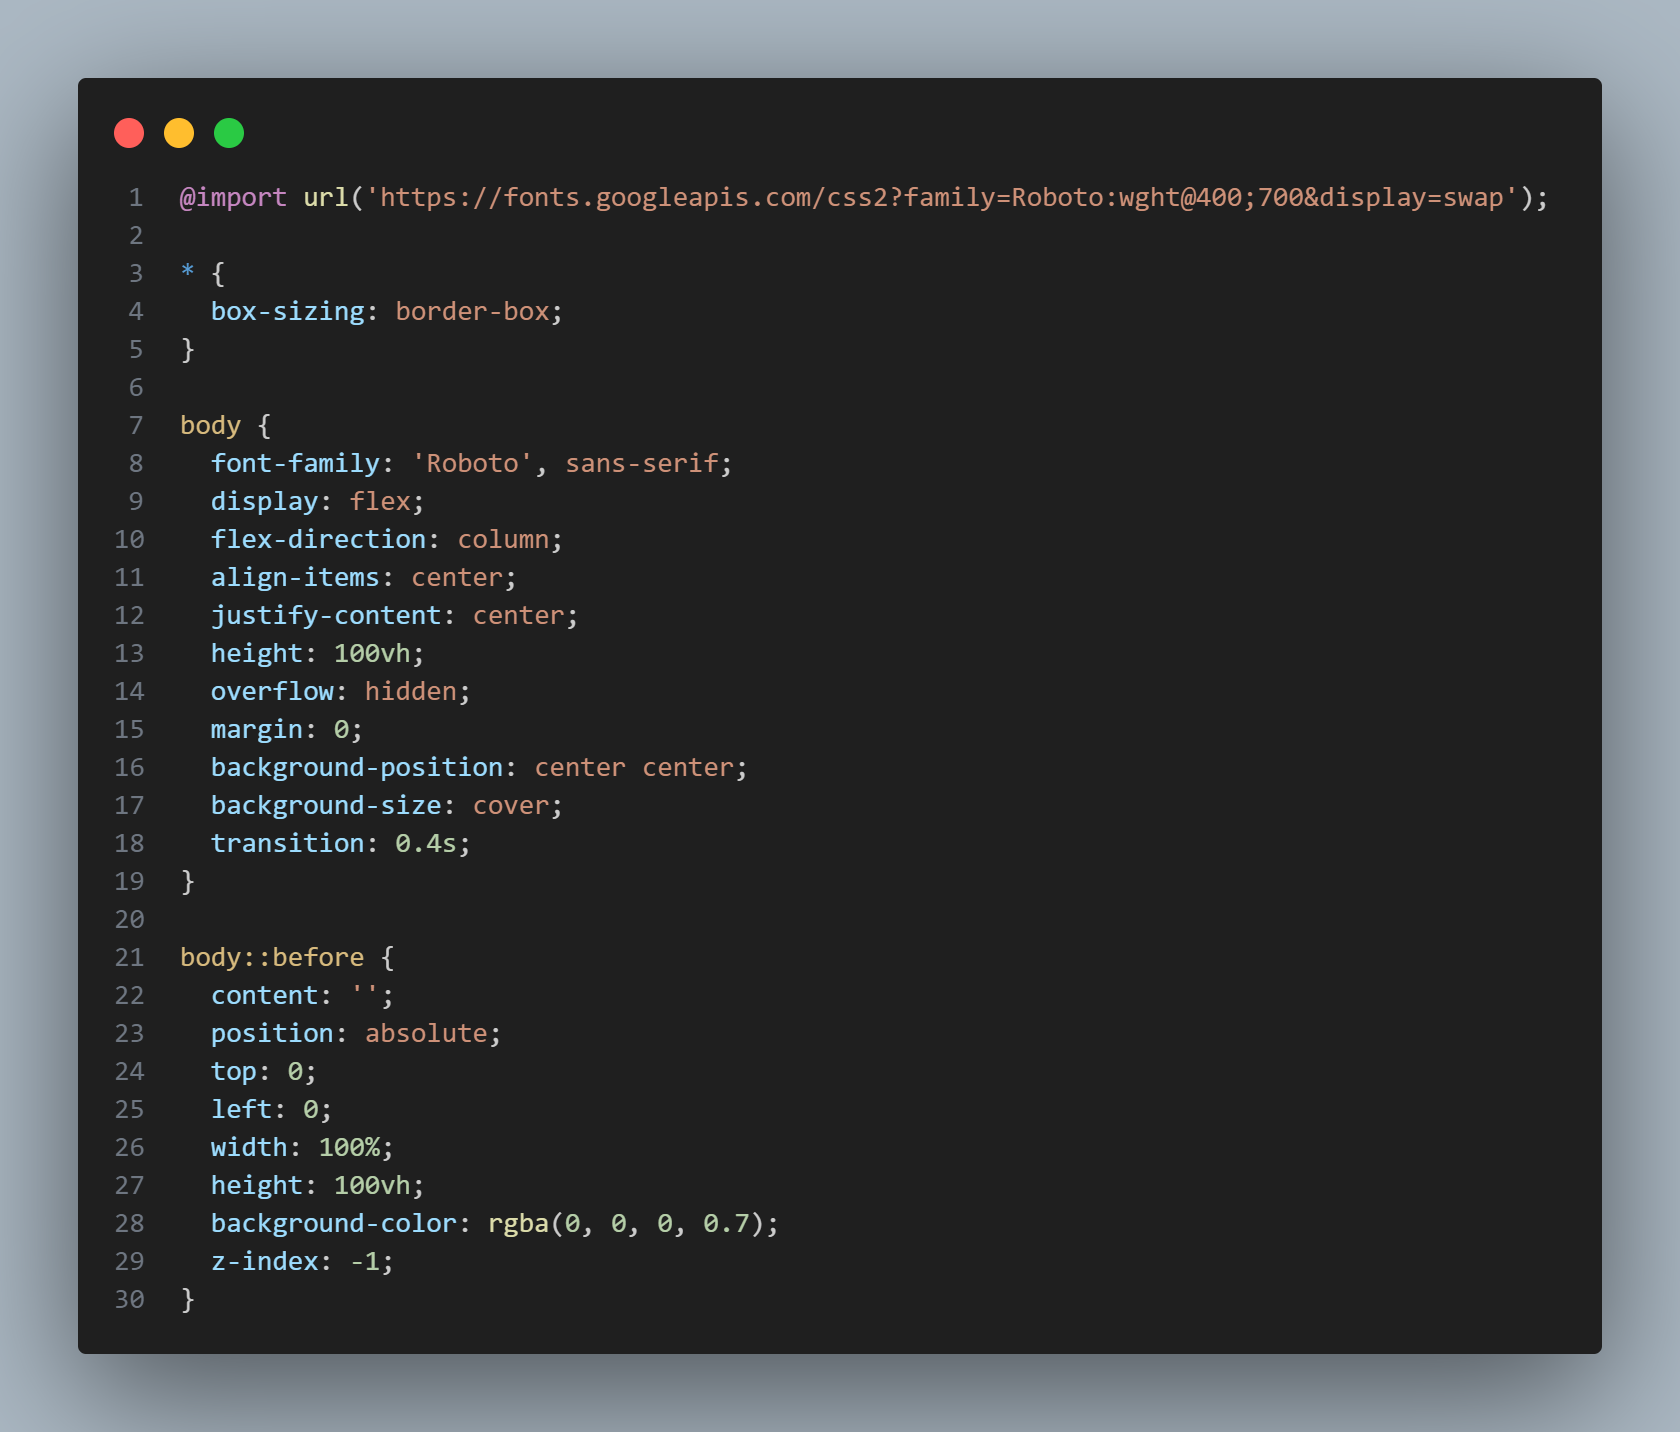 1 @import url('https://fonts.googleapis.com/css2?family=Roboto:wght@400;700&display=swap');
2
3 * {
4   box-sizing: border-box;
5 }
6
7 body {
8   font-family: 'Roboto', sans-serif;
9   display: flex;
10   flex-direction: column;
11   align-items: center;
12   justify-content: center;
13   height: 100vh;
14   overflow: hidden;
15   margin: 0;
16   background-position: center center;
17   background-size: cover;
18   transition: 0.4s;
19 }
20
21 body::before {
22   content: '';
23   position: absolute;
24   top: 0;
25   left: 0;
26   width: 100%;
27   height: 100vh;
28   background-color: rgba(0, 0, 0, 0.7);
29   z-index: -1;
30 }